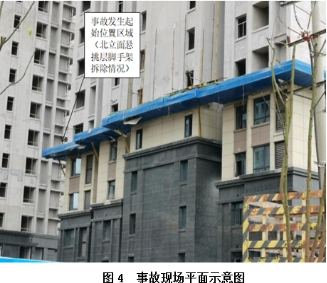 事故发生起
始位置区域
（北立面悬
挑层脚手架
拆除情况）
图 4 事故现场平面示意图